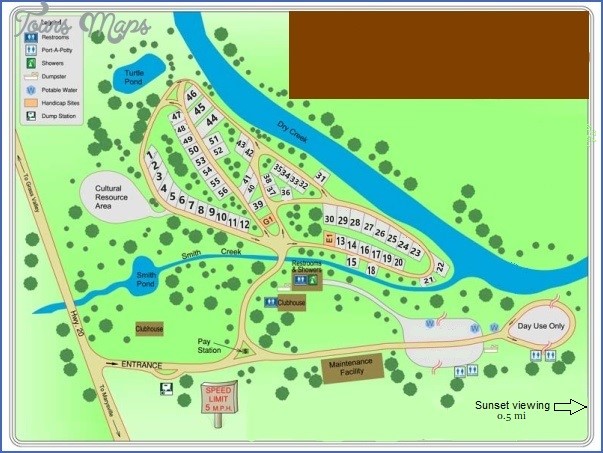 Tours Maps
Legend
Restrooms
Port-A-Potty
Showers
Dumpster
W
Potable Water
Handicap Sites
Dump Station
Turtle
Pond
Dry Creek
To Grass Valley
Cultural
Resource
Area
46
45
44
47
48
49
50
51
52
53
54
55
56
43
42
41
40
39
1
2
3
4
5
6
7
8
9
10
11
12
G1
35
34
33
32
31
38
37
36
30
29
28
27
26
25
24
23
22
21
E1
13
14
16
17
19
20
15
18
Smith
Creek
Smith
Pond
Restrooms
& Showers
Clubhouse
Clubhouse
Hwy. 20
Pay
Station
ENTRANCE
To Marysville
SPEED
LIMIT
5 M.P.H.
Maintenance
Facility
W
W
W
Day Use Only
Sunset viewing
0.5 mi